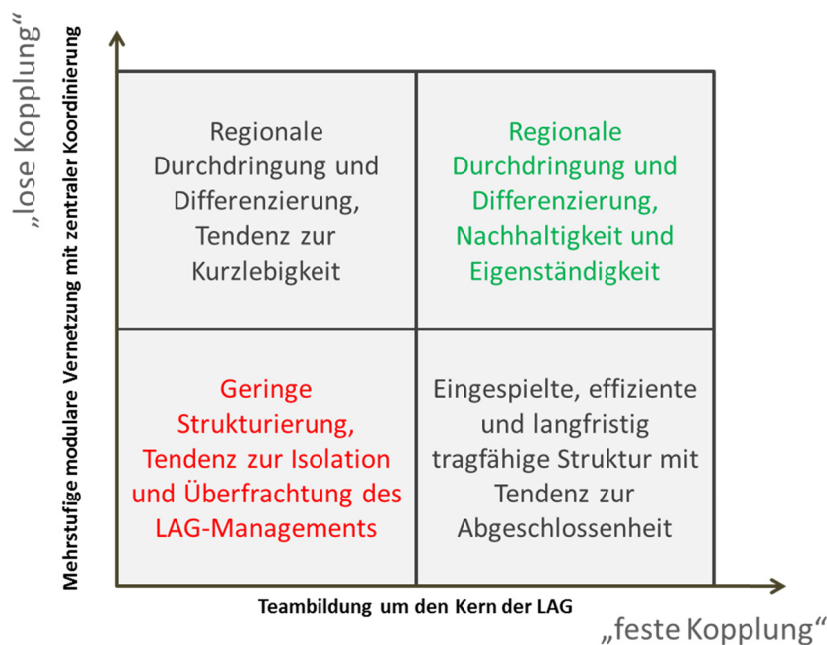 „lose Kopplung“
Mehrstufige modulare Vernetzung mit zentraler Koordinierung
Regionale
Durchdringung und
Differenzierung,
Tendenz zur
Kurzlebigkeit
Regionale
Durchdringung und
Differenzierung,
Nachhaltigkeit und
Eigenständigkeit
Geringe
Strukturierung,
Tendenz zur Isolation
und Überfrachtung des
LAG-Managements
Eingespielte, effiziente
und langfristig
tragfähige Struktur mit
Tendenz zur
Abgeschlossenheit
Teambildung um den Kern der LAG
„feste Kopplung“